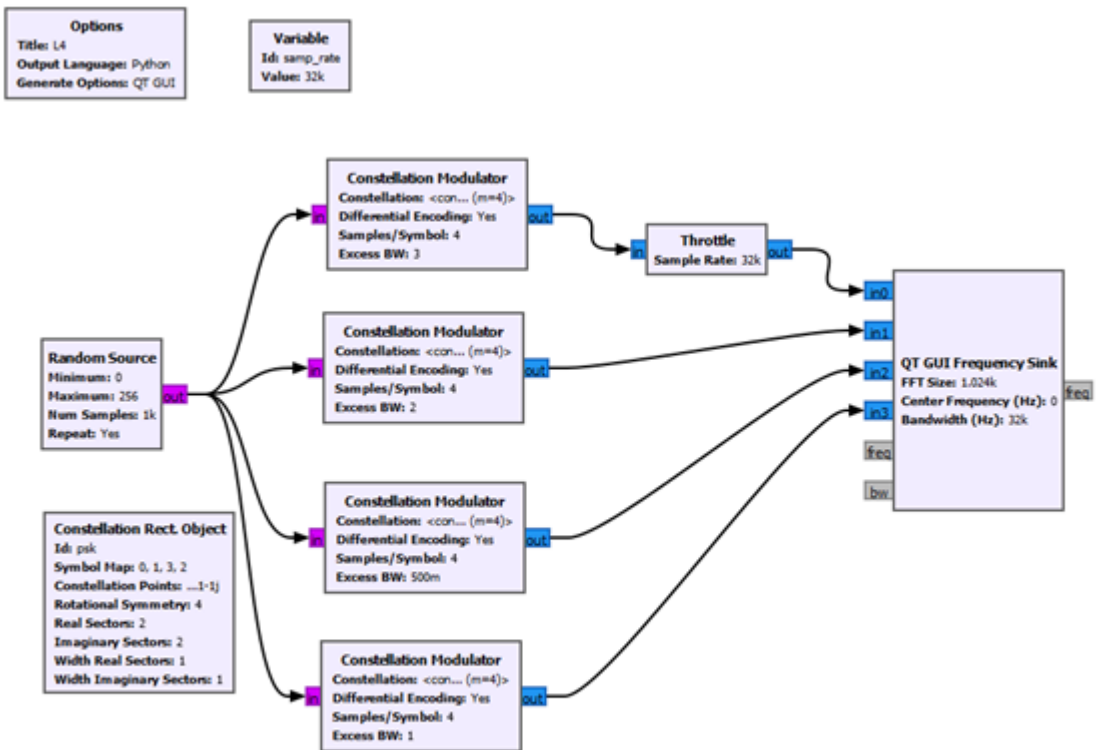 Options
Title: L4
Output Language: Python
Generate Options: QT GUI
Variable
Id: samp_rate
Value: 32k
Constellation Modulator
Constellation: <con... (m=4)>
Differential Encoding: Yes
Samples/Symbol: 4
Excess BW: 3
in
out
Throttle
Sample Rate: 32k
in
out
Constellation Modulator
Constellation: <con... (m=4)>
Differential Encoding: Yes
Samples/Symbol: 4
Excess BW: 2
in
out
Random Source
Minimum: 0
Maximum: 256
Num Samples: 1k
Repeat: Yes
out
QT GUI Frequency Sink
FFT Size: 1.024k
Center Frequency (Hz): 0
Bandwidth (Hz): 32k
in0
in1
in2
in3
freq
bw
freq
Constellation Modulator
Constellation: <con... (m=4)>
Differential Encoding: Yes
Samples/Symbol: 4
Excess BW: 500m
in
out
Constellation Rect. Object
Id: psk
Symbol Map: 0, 1, 3, 2
Constellation Points: ...1-1j
Rotational Symmetry: 4
Real Sectors: 2
Imaginary Sectors: 2
Width Real Sectors: 1
Width Imaginary Sectors: 1
Constellation Modulator
Constellation: <con... (m=4)>
Differential Encoding: Yes
Samples/Symbol: 4
Excess BW: 1
in
out